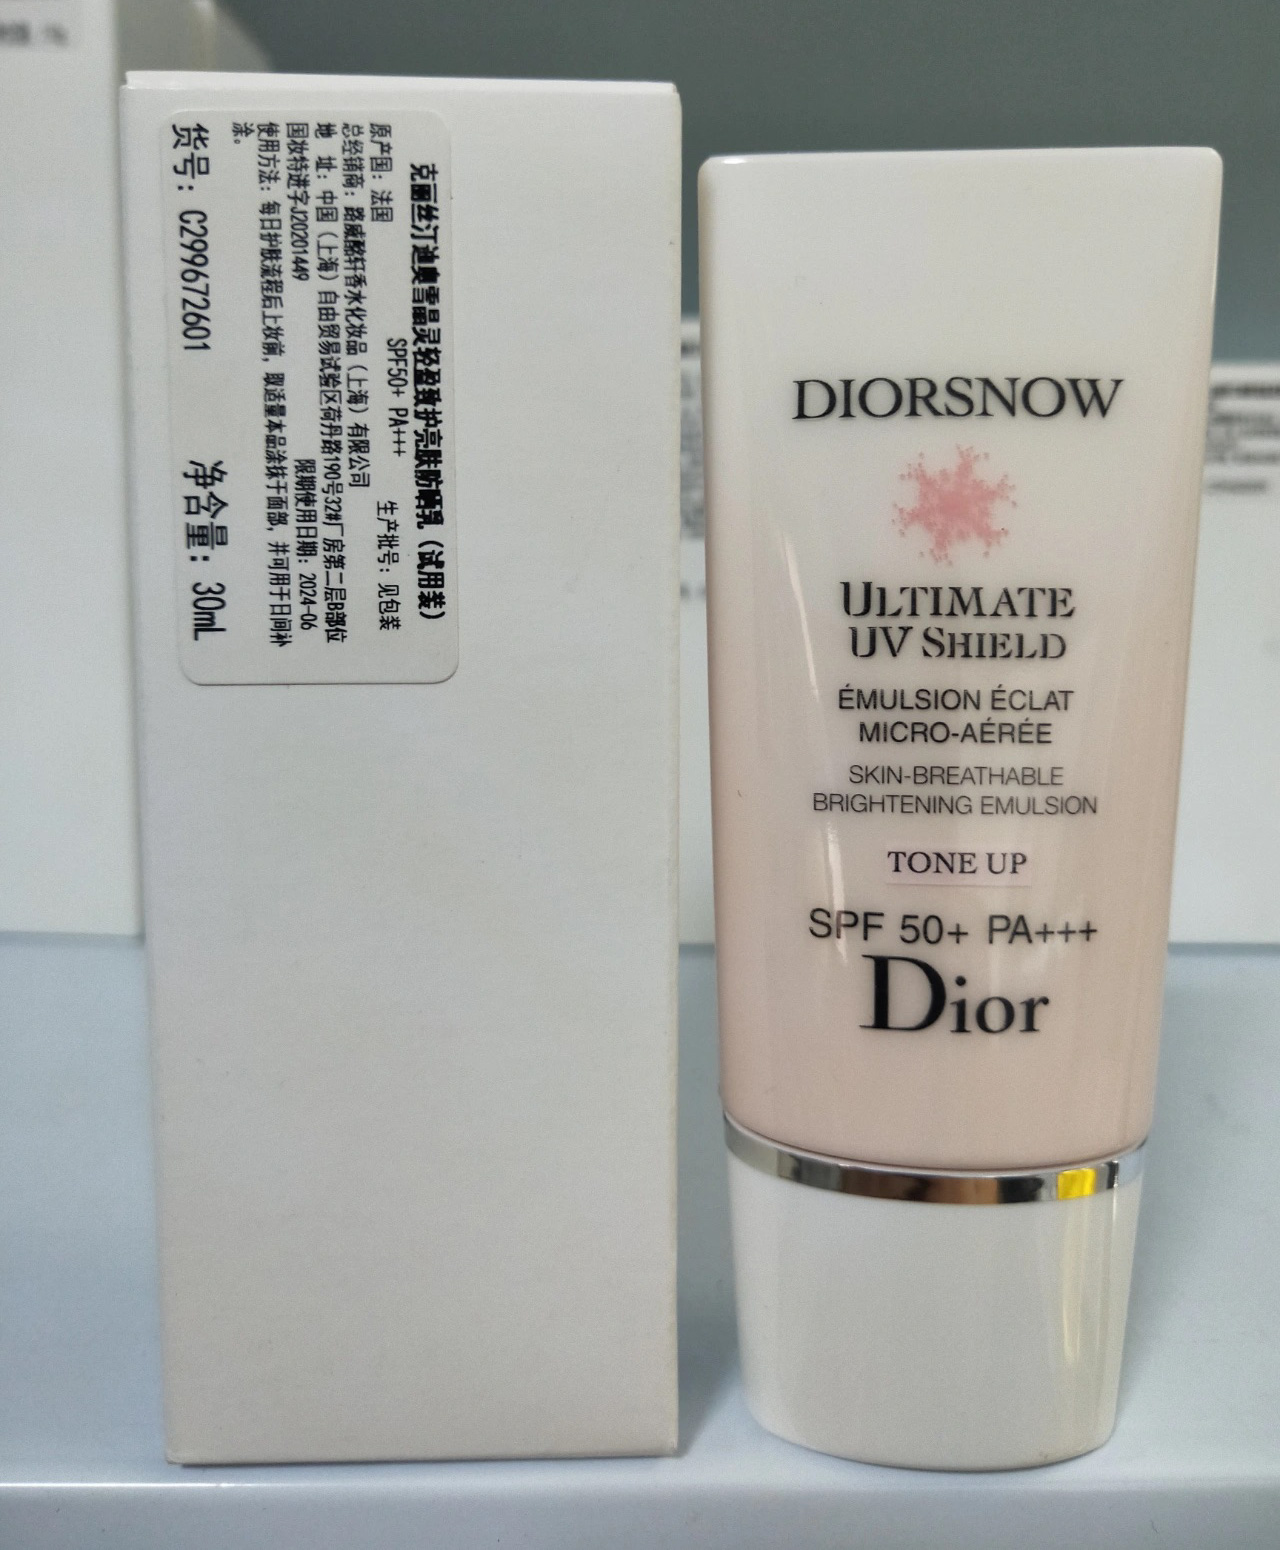 克丽丝汀迪奥雪晶灵轻盈致护亮肤防晒乳（试用装）
SPF50+ PA+++
原产国：法国
生产批号：见包装
总经销商：路威酩轩香水化妆品（上海）有限公司
地 址：中国（上海）自由贸易试验区荷丹路190号32#厂房第二层B部位
国妆特进字J20201449
限期使用日期：2024-06
使用方法：每日护肤流程后上妆前，取适量本品涂抹于面部，并可用于日间补
涂。
货号：C299672601
净含量：30mL
DIORSNOW
ULTIMATE
UV SHIELD
ÉMULSION ÉCLAT
MICRO-AÉRÉE
SKIN-BREATHABLE
BRIGHTENING EMULSION
TONE UP
SPF 50+ PA+++
Dior